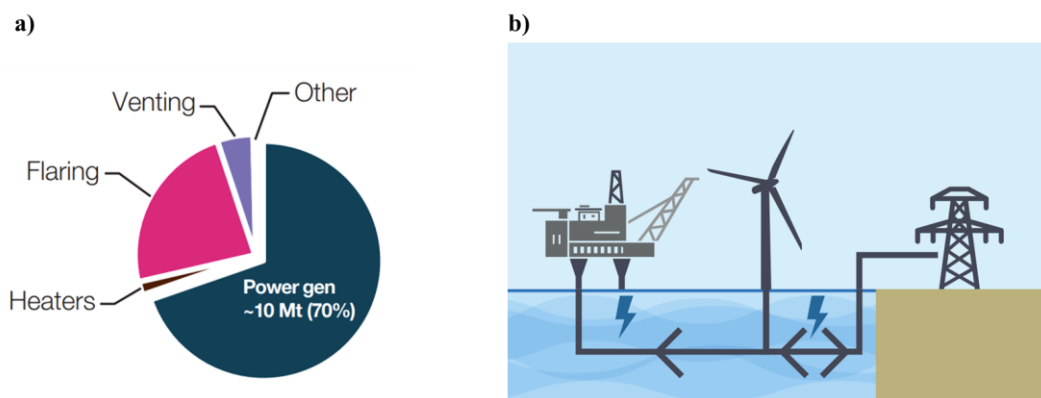 a)
b)
Venting
Other
Flaring
Heaters
Power gen
~10 Mt (70%)